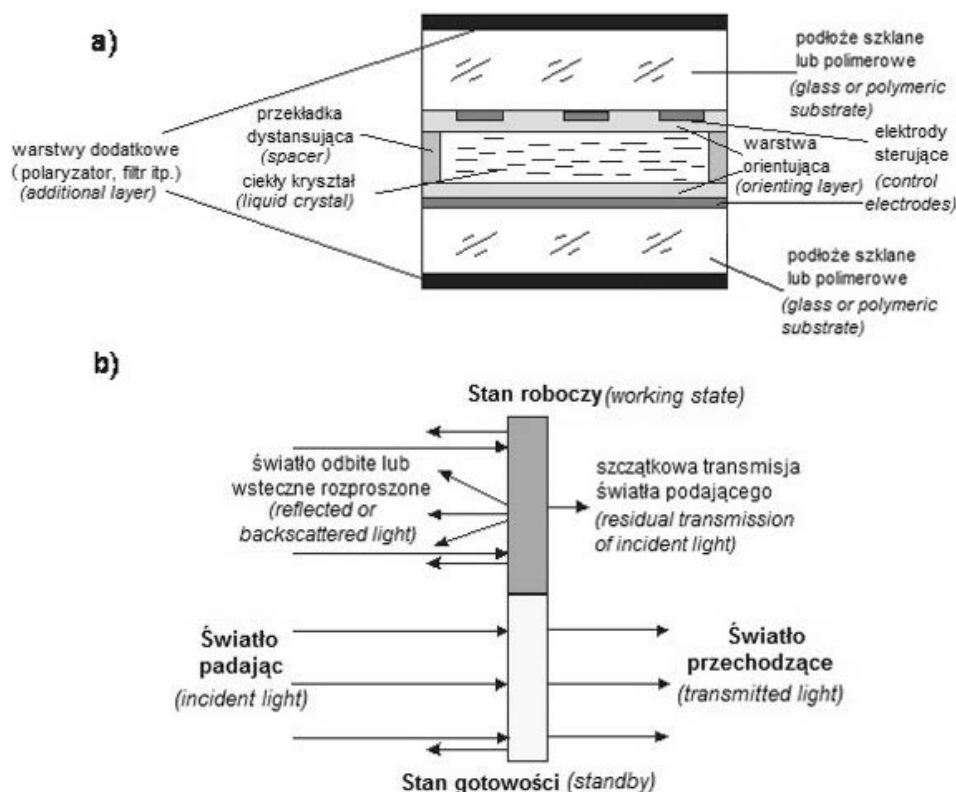 a)
warstwy dodatkowe
( polaryzator, filtr itp.)
(additional layer)
przekładka
dystansująca
(spacer)
ciekły kryształ
(liquid crystal)
podłoże szklane
lub polimerowe
(glass or polymeric
substrate)
elektrody
sterujące
(control
electrodes)
warstwa
orientująca
(orienting layer)
podłoże szklane
lub polimerowe
(glass or polymeric
substrate)
b)
Stan roboczy (working state)
światło odbite lub
wsteczne rozproszone
(reflected or
backscattered light)
szczątkowa transmisja
światła podającego
(residual transmission
of incident light)
Światło
padając
(incident light)
Światło
przechodzące
(transmitted light)
Stan gotowości (standby)